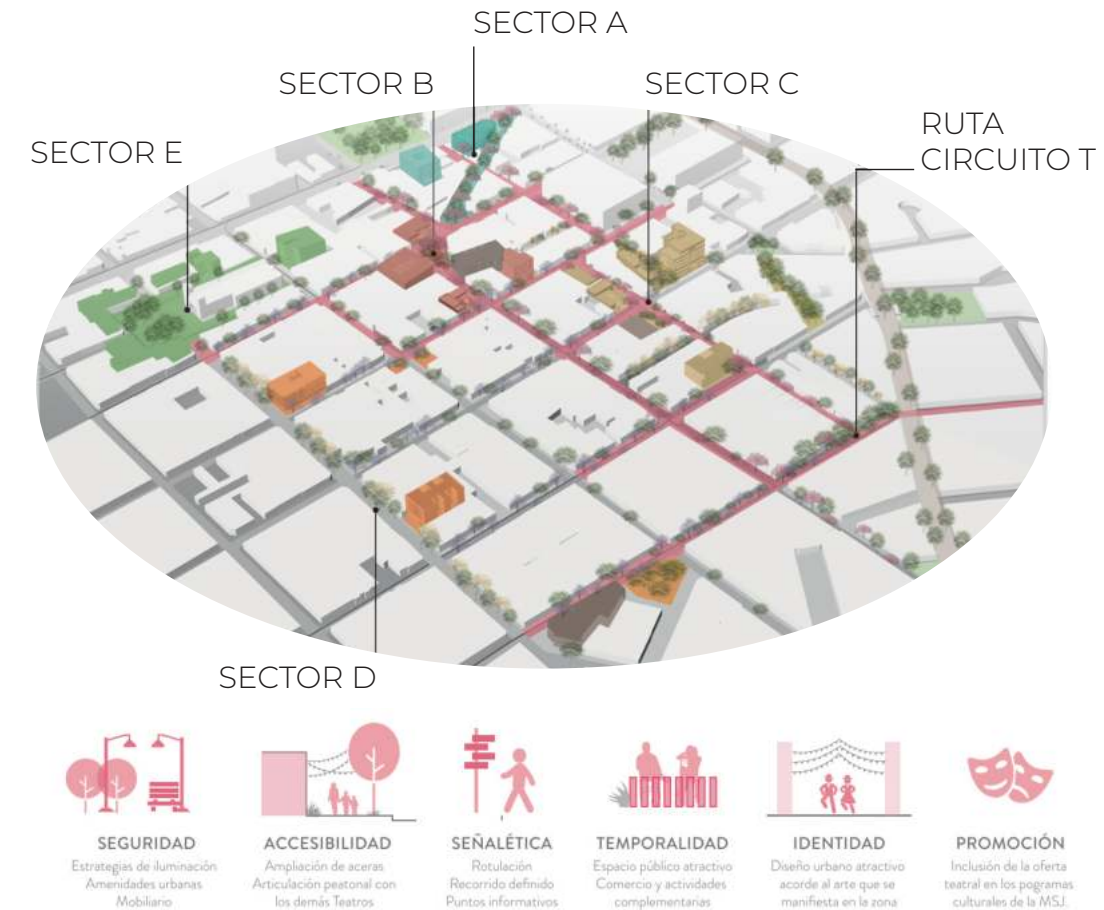 SECTOR A
SECTOR B
SECTOR C
RUTA
CIRCUITO T
SECTOR E
SECTOR D
SEGURIDAD
Estrategias de iluminación
Amenidades urbanas
Mobiliario
ACCESIBILIDAD
Ampliación de aceras
Articulación peatonal con
los demás Teatros
SEÑALÉTICA
Rotulación
Recorrido definido
Puntos informativos
TEMPORALIDAD
Espacio público atractivo
Comercio y actividades
complementarias
IDENTIDAD
Diseño urbano atractivo
acorde al arte que se
manifiesta en la zona
PROMOCIÓN
Inclusión de la oferta
teatral en los pogramas
culturales de la MSJ.